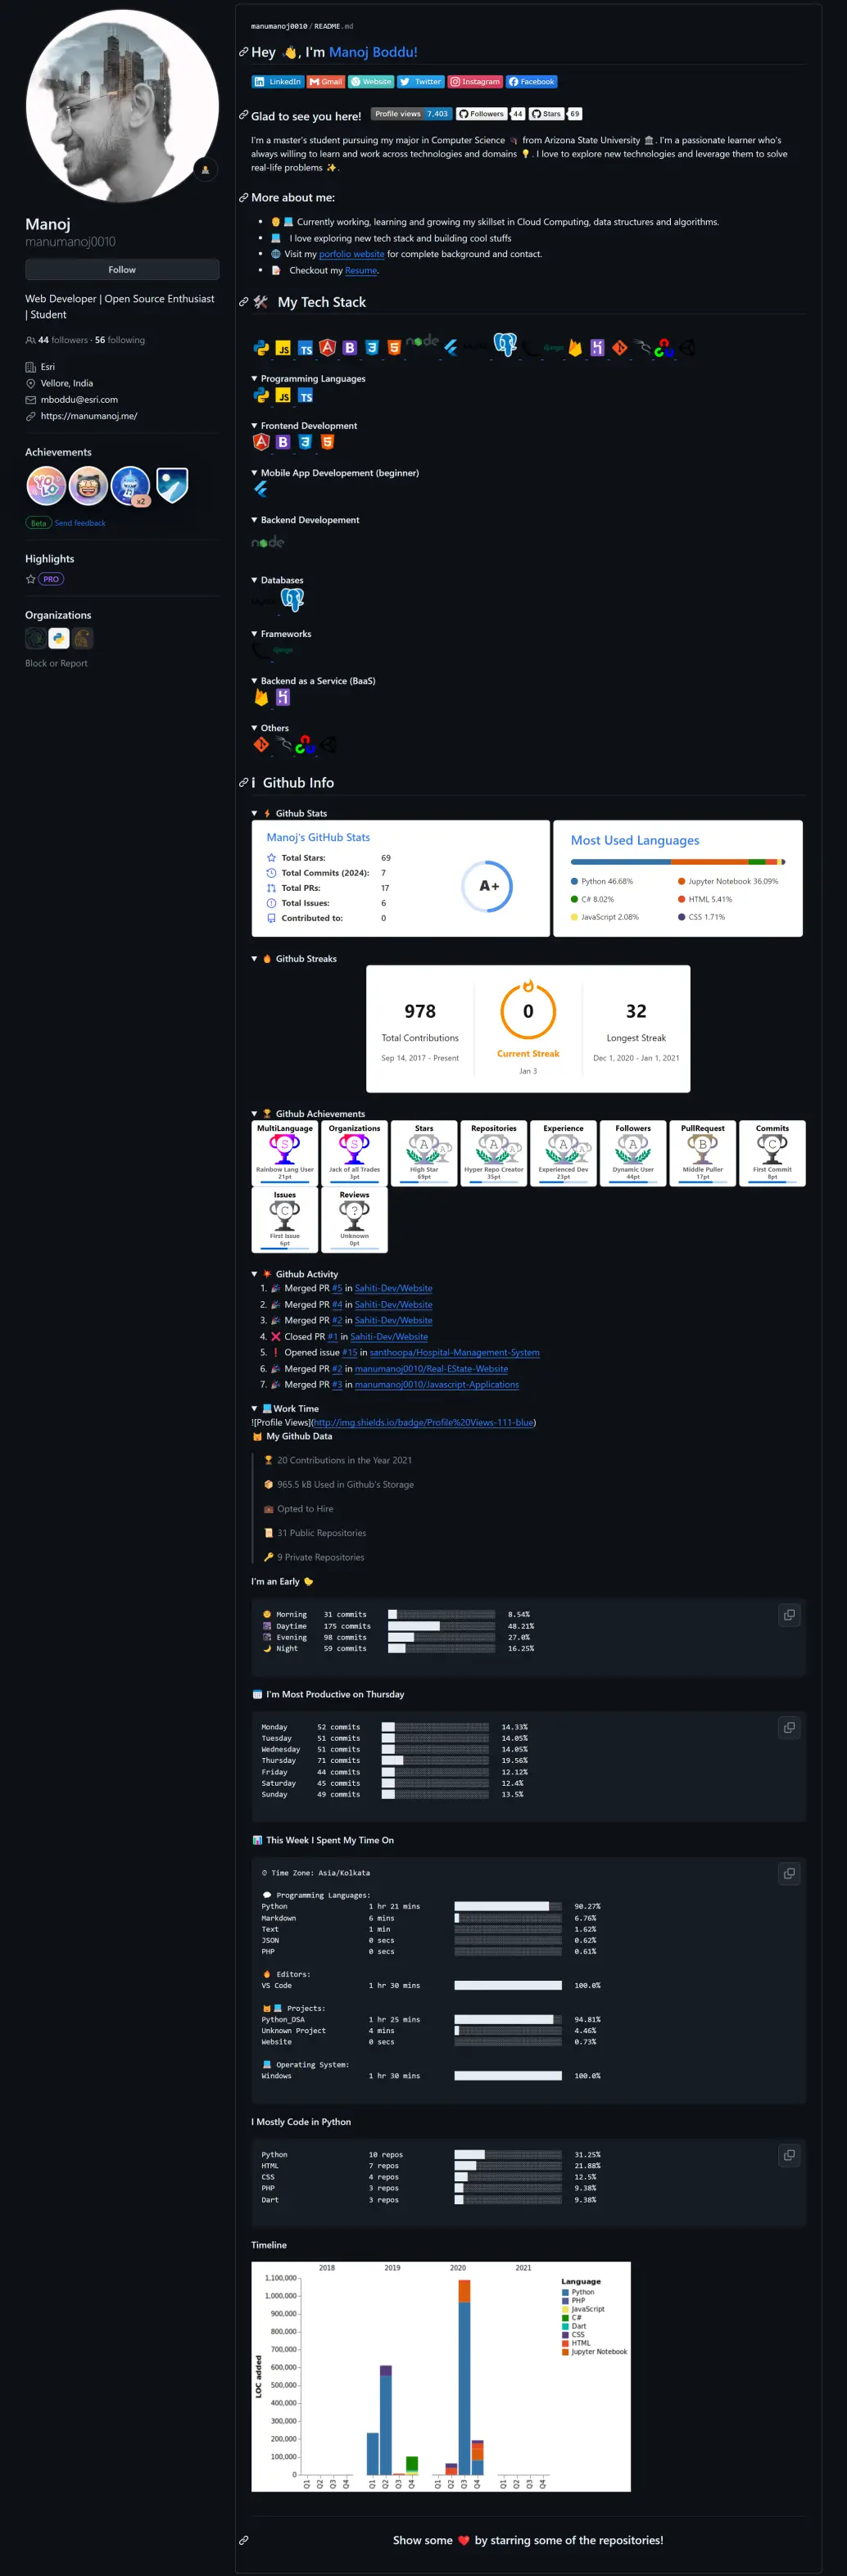 Manoj
manumanoj0010
Follow
Web Developer | Open Source Enthusiast
| Student
44 followers · 56 following
Esri
Vellore, India
mboddu@esri.com
https://manumanoj.me/
Achievements
YOLO
x2
Beta Send feedback
Highlights
PRO
Organizations
Block or Report
manumanoj0010 / README.md
Hey 👋, I'm Manoj Boddu!
LinkedIn Gmail Website Twitter Instagram Facebook
Glad to see you here! Profile views 7,403 Followers 44 Stars 69
I'm a master's student pursuing my major in Computer Science 👨‍🎓 from Arizona State University 🏛. I'm a passionate learner who's
always willing to learn and work across technologies and domains 💡. I love to explore new technologies and leverage them to solve
real-life problems ✨.
More about me:
Currently working, learning and growing my skillset in Cloud Computing, data structures and algorithms.
I love exploring new tech stack and building cool stuffs
Visit my porfolio website for complete background and contact.
Checkout my Resume.
🛠 My Tech Stack
JS TS B 3 5 node
▼ Programming Languages
JS TS
▼ Frontend Development
B 3 5
▼ Mobile App Developement (beginner)
▼ Backend Developement
node
▼ Databases
▼ Frameworks
django
▼ Backend as a Service (BaaS)
▼ Others
ℹ Github Info
▼ ⚡ Github Stats
Manoj's GitHub Stats
Total Stars: 69
Total Commits (2024): 7
Total PRs: 17
Total Issues: 6
Contributed to: 0
A+
Most Used Languages
Python 46.68% Jupyter Notebook 36.09%
C# 8.02% HTML 5.41%
JavaScript 2.08% CSS 1.71%
▼ 🔥 Github Streaks
978 0 32
Total Contributions Current Streak Longest Streak
Sep 14, 2017 - Present Jan 3 Dec 1, 2020 - Jan 1, 2021
▼ 🏆 Github Achievements
MultiLanguage Organizations Stars Repositories Experience Followers PullRequest Commits
S S A A A A A A A B C
Rainbow Lang User Jack of all Trades High Star Hyper Repo Creator Experienced Dev Dynamic User Middle Puller First Commit
21pt 3pt 69pt 35pt 23pt 44pt 17pt 8pt
Issues Reviews
C ?
First Issue Unknown
6pt 0pt
▼ 💥 Github Activity
1. 🎉 Merged PR #5 in Sahiti-Dev/Website
2. 🎉 Merged PR #4 in Sahiti-Dev/Website
3. 🎉 Merged PR #2 in Sahiti-Dev/Website
4. ❌ Closed PR #1 in Sahiti-Dev/Website
5. ❗ Opened issue #15 in santhoopa/Hospital-Management-System
6. 🎉 Merged PR #2 in manumanoj0010/Real-EState-Website
7. 🎉 Merged PR #3 in manumanoj0010/Javascript-Applications
▼ 💻Work Time
![Profile Views](http://img.shields.io/badge/Profile%20Views-111-blue)
🐱 My Github Data
🏆 20 Contributions in the Year 2021
📦 965.5 kB Used in Github's Storage
💼 Opted to Hire
📜 31 Public Repositories
🔑 9 Private Repositories
I'm an Early 🐤
🌞 Morning 31 commits 8.54%
🌆 Daytime 175 commits 48.21%
🌃 Evening 98 commits 27.0%
🌙 Night 59 commits 16.25%
📅 I'm Most Productive on Thursday
Monday 52 commits 14.33%
Tuesday 51 commits 14.05%
Wednesday 51 commits 14.05%
Thursday 71 commits 19.56%
Friday 44 commits 12.12%
Saturday 45 commits 12.4%
Sunday 49 commits 13.5%
📊 This Week I Spent My Time On
Time Zone: Asia/Kolkata
💬 Programming Languages:
Python 1 hr 21 mins 90.27%
Markdown 6 mins 6.76%
Text 1 min 1.62%
JSON 0 secs 0.62%
PHP 0 secs 0.61%
🔥 Editors:
VS Code 1 hr 30 mins 100.0%
🐱‍💻 Projects:
Python_DSA 1 hr 25 mins 94.81%
Unknown Project 4 mins 4.46%
Website 0 secs 0.73%
💻 Operating System:
Windows 1 hr 30 mins 100.0%
I Mostly Code in Python
Python 10 repos 31.25%
HTML 7 repos 21.88%
CSS 4 repos 12.5%
PHP 3 repos 9.38%
Dart 3 repos 9.38%
Timeline
2018 2019 2020 2021
1,100,000
1,000,000
900,000
800,000
700,000
600,000
500,000
400,000
300,000
200,000
100,000
0
LOC added
Q1 Q2 Q3 Q4 Q1 Q2 Q3 Q4 Q1 Q2 Q3 Q4 Q1 Q2 Q3 Q4
Language
Python
PHP
JavaScript
C#
Dart
CSS
HTML
Jupyter Notebook
Show some ❤️ by starring some of the repositories!